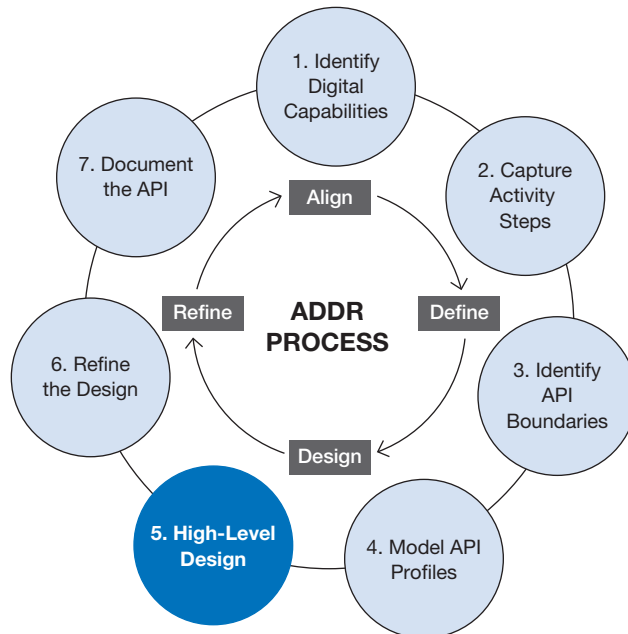 1. Identify
Digital
Capabilities
2. Capture
Activity
Steps
3. Identify
API
Boundaries
4. Model API
Profiles
5. High-Level
Design
6. Refine
the Design
7. Document
the API
Align
Define
Design
Refine
ADDR
PROCESS